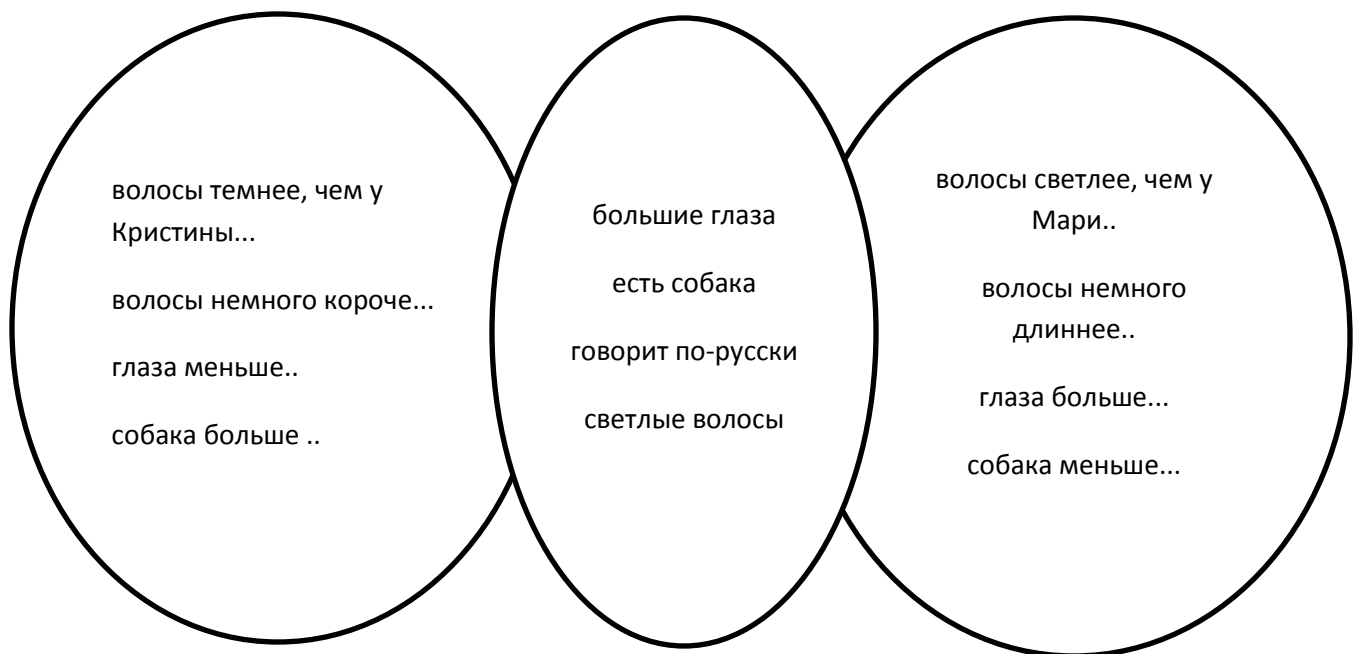 волосы темнее, чем у
Кристины...
волосы немного короче...
глаза меньше..
собака больше ..
большие глаза
есть собака
говорит по-русски
светлые волосы
волосы светлее, чем у
Мари..
волосы немного
длиннее..
глаза больше...
собака меньше...